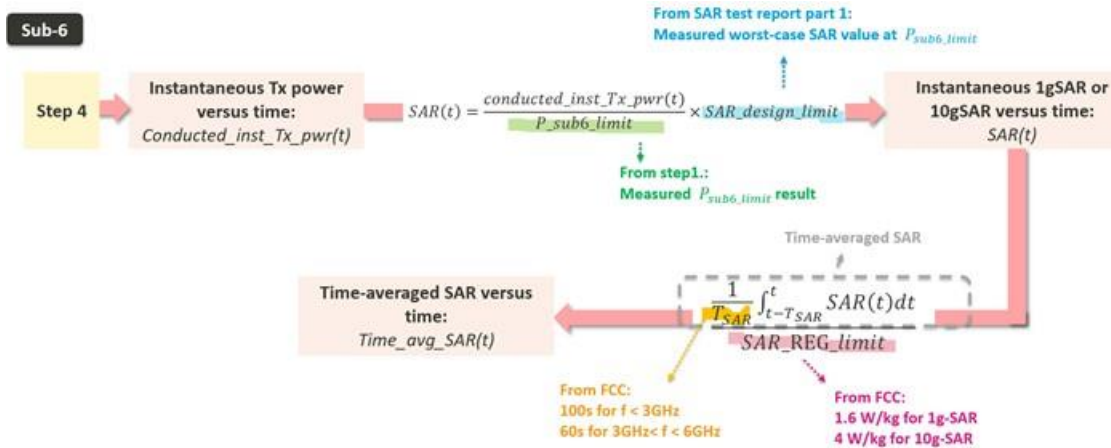 Sub-6
From SAR test report part 1:
Measured worst-case SAR value at P_sub6_limit
Step 4
Instantaneous Tx power
versus time:
Conducted_inst_Tx_pwr(t)
SAR(t) = conducted_inst_Tx_pwr(t) / P_sub6_limit × SAR_design_limit
Instantaneous 1gSAR or
10gSAR versus time:
SAR(t)
From step1.:
Measured P_sub6_limit result
Time-averaged SAR
Time-averaged SAR versus
time:
Time_avg_SAR(t)
1/T_SAR ∫_{t−T_SAR}^{t} SAR(t)dt
SAR_REG_limit
From FCC:
100s for f < 3GHz
60s for 3GHz< f < 6GHz
From FCC:
1.6 W/kg for 1g-SAR
4 W/kg for 10g-SAR